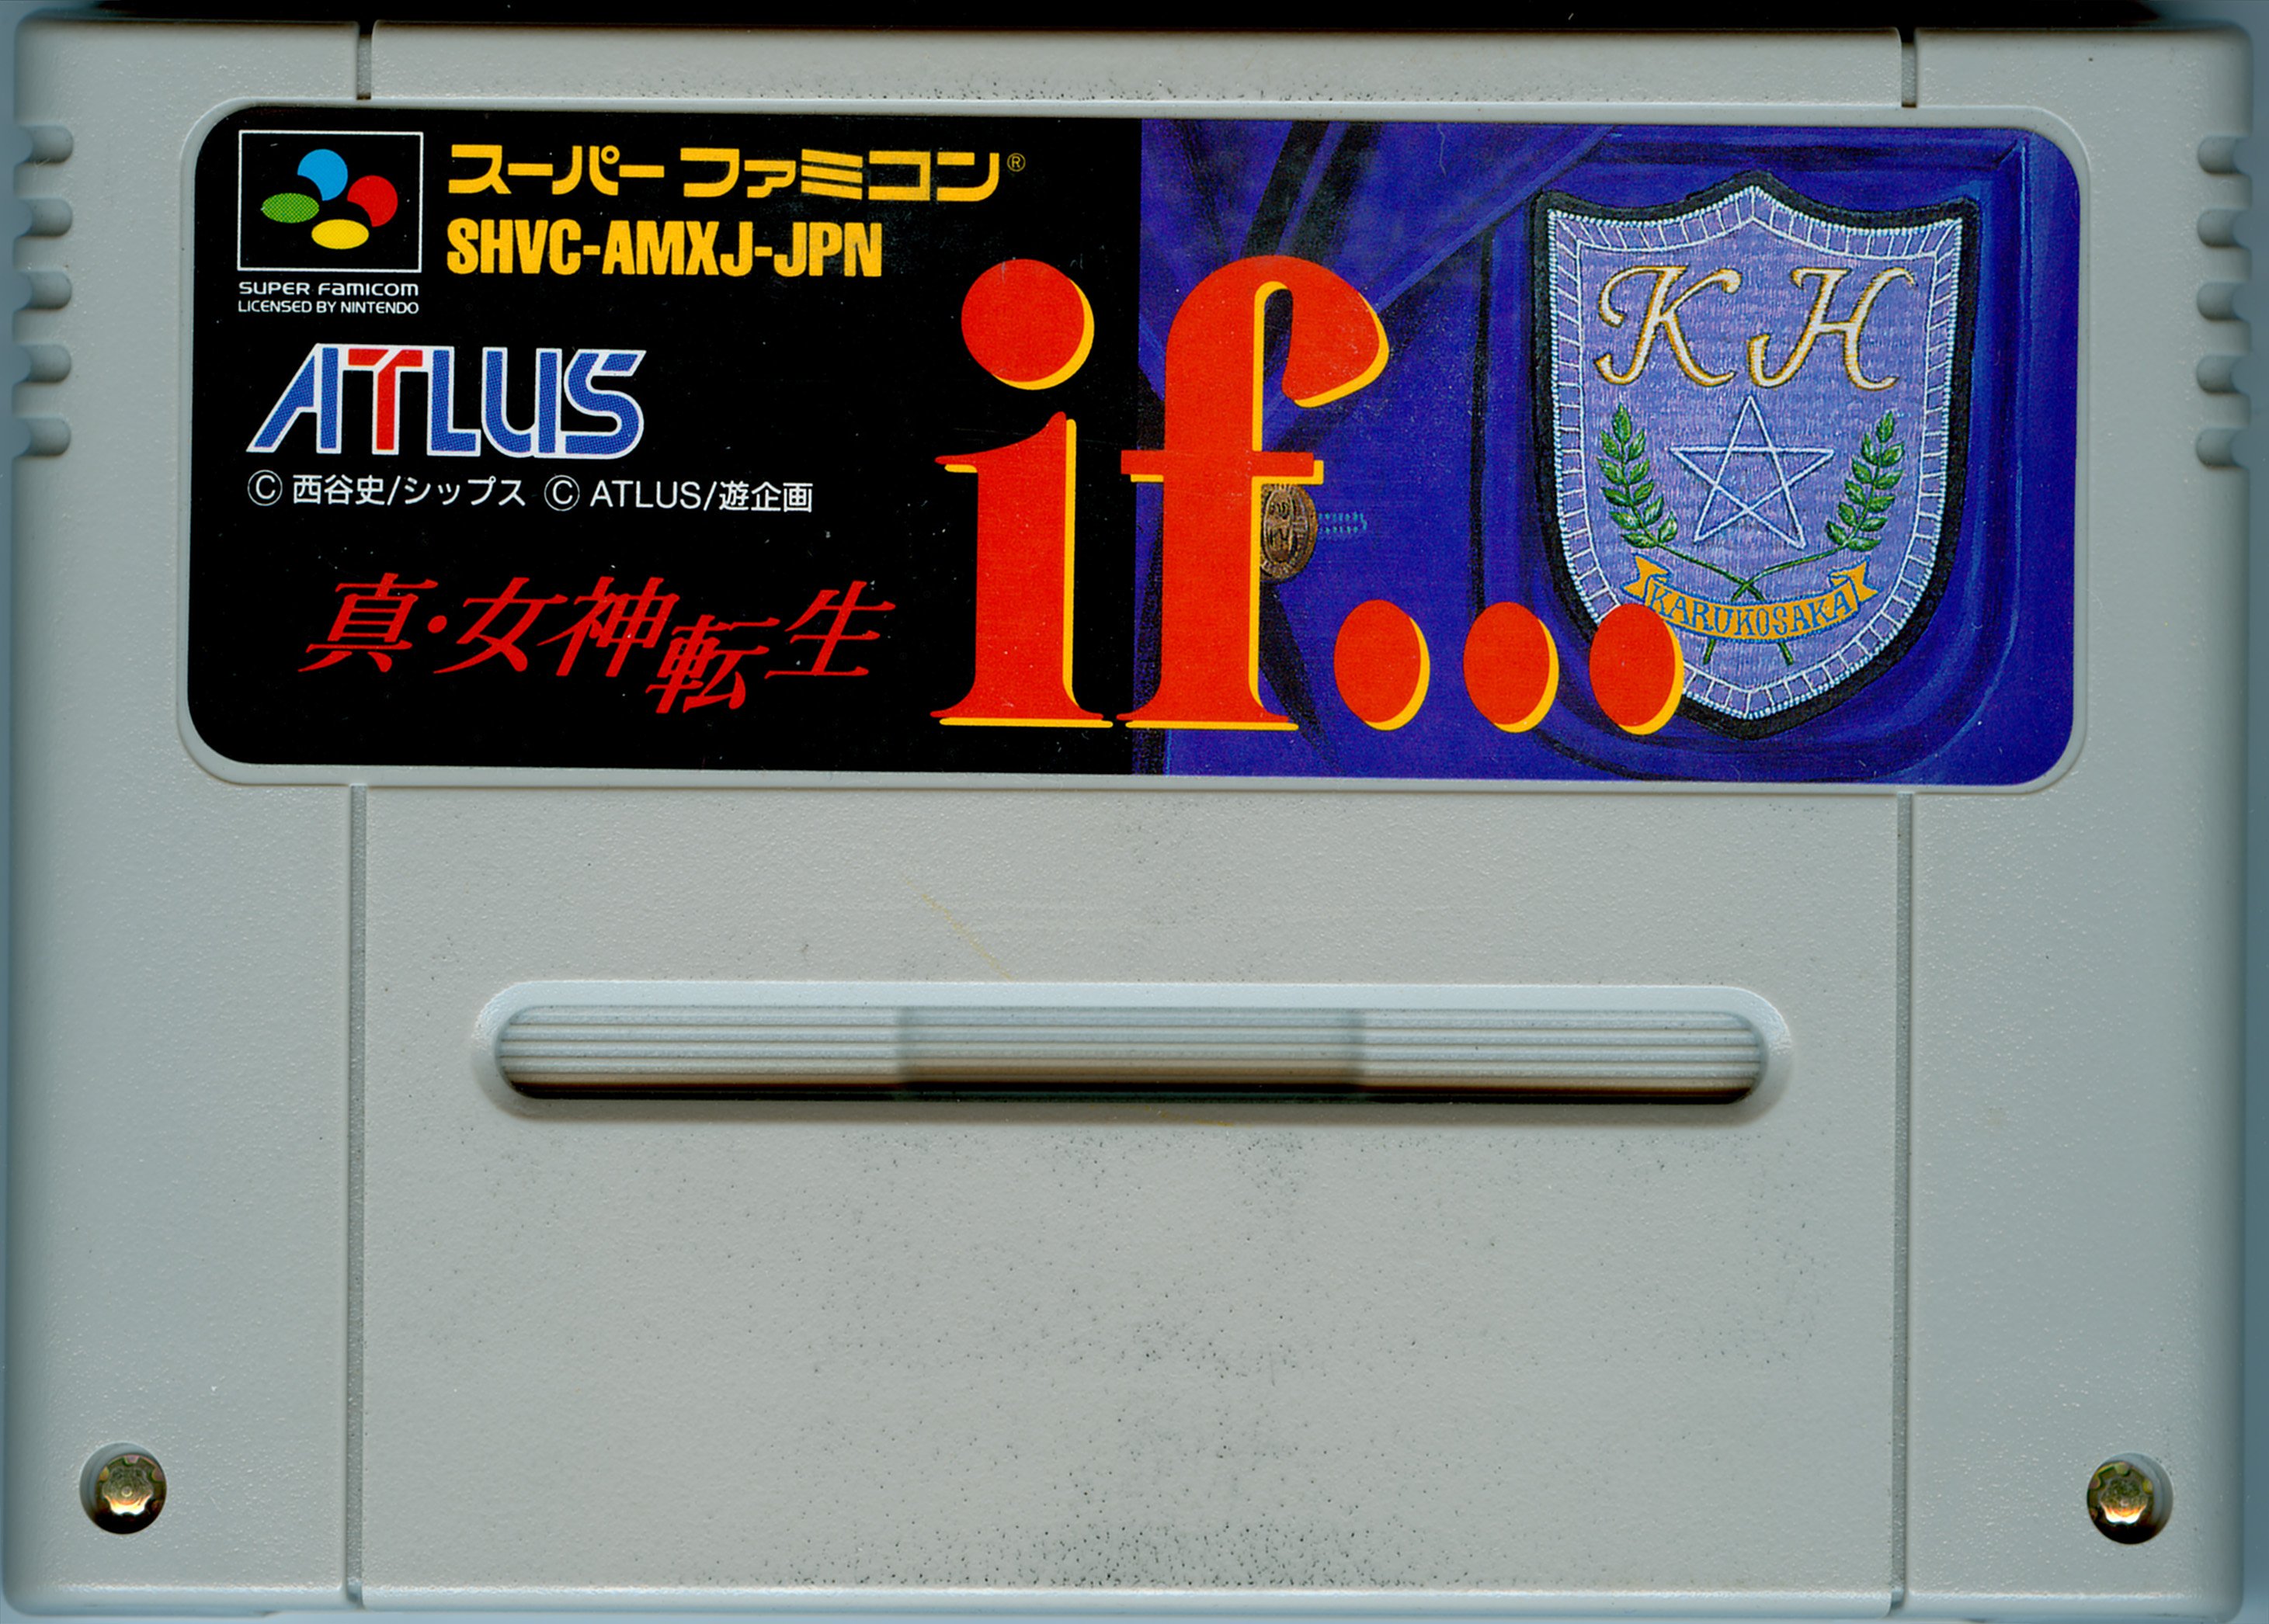 スーパーファミコン®
SHVC-AMXJ-JPN
SUPER FAMICOM
LICENSED BY NINTENDO
ATLUS
© 西谷史/シップス © ATLUS/遊企画
真・女神転生
if...
KH
KARUKOSAKA